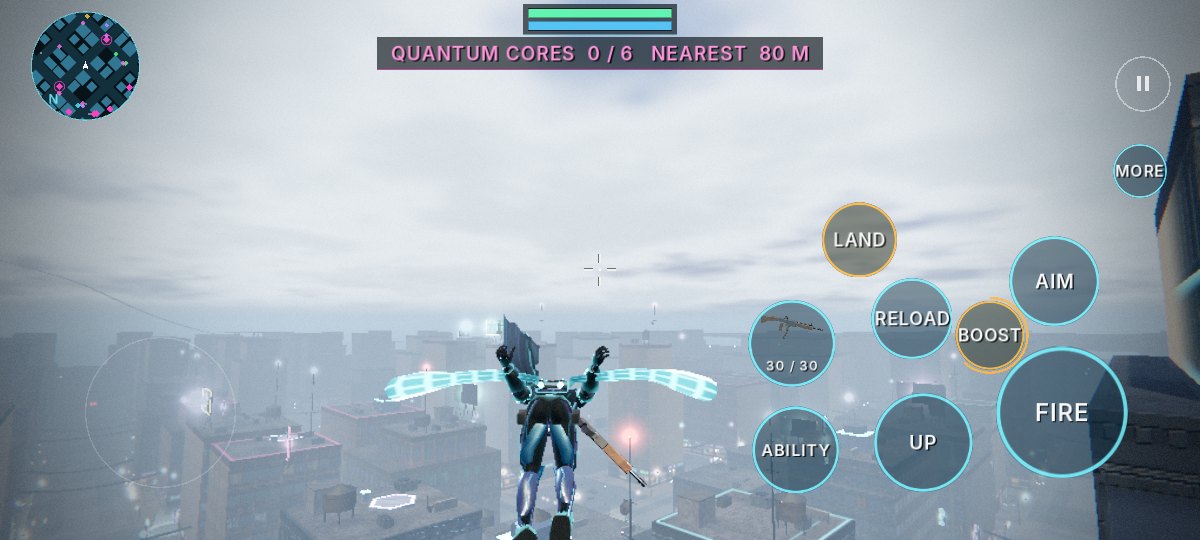 QUANTUM CORES 0 / 6 NEAREST 80 M
N
MORE
LAND
AIM
RELOAD
BOOST
30 / 30
FIRE
UP
ABILITY